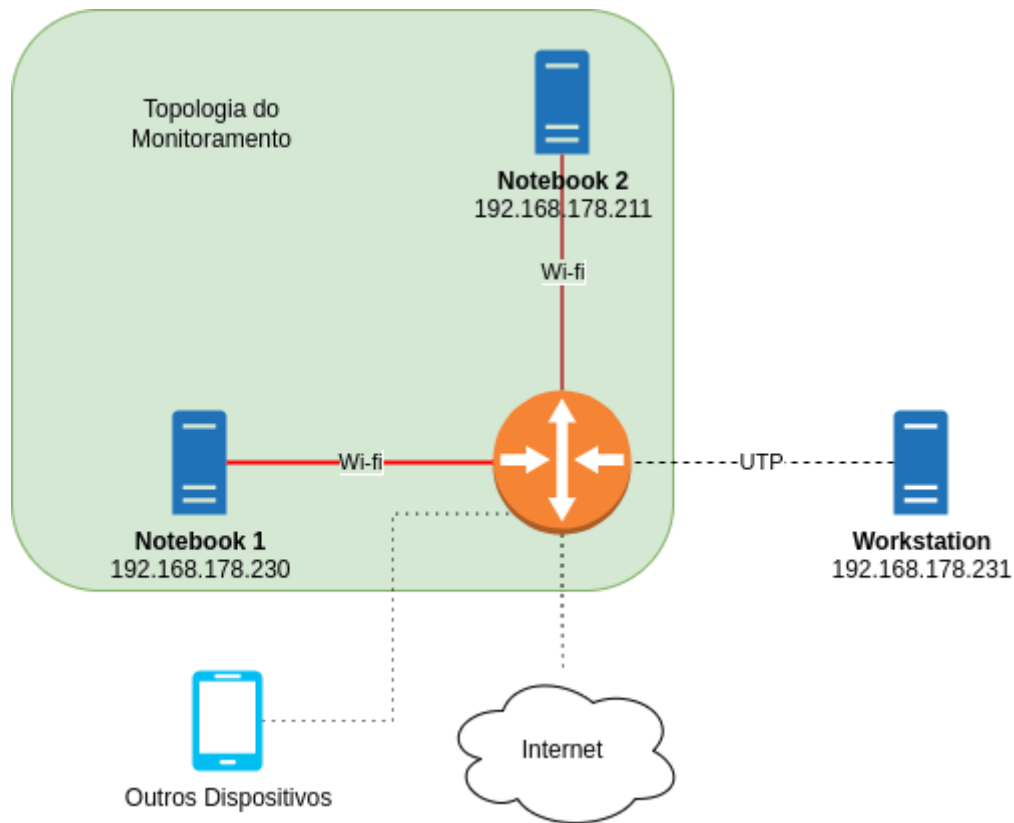 Topologia do
Monitoramento
Notebook 2
192.168.178.211
Wi-fi
Wi-fi
UTP
Notebook 1
192.168.178.230
Workstation
192.168.178.231
Internet
Outros Dispositivos